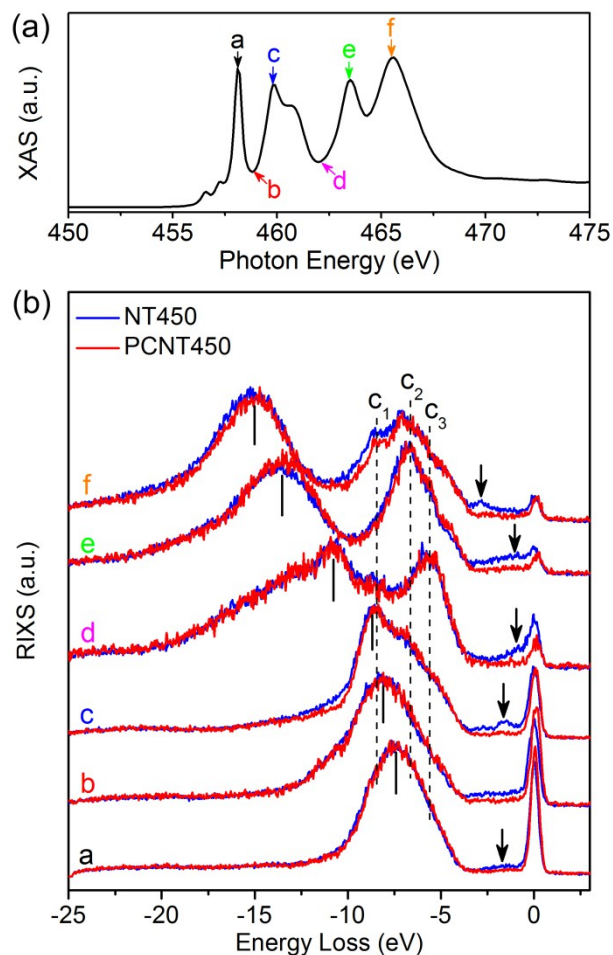 (a)
a
c
e
f
b
d
XAS (a.u.)
450 455 460 465 470 475
Photon Energy (eV)
(b)
NT450
PCNT450
c1 c2 c3
f
e
d
c
b
a
RIXS (a.u.)
-25 -20 -15 -10 -5 0
Energy Loss (eV)